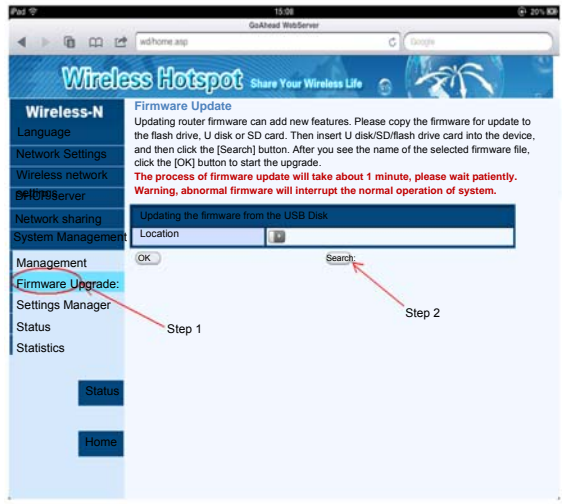 iPad
15:09
20%
GoAhead WebServer
wd/home.asp
Google
Wireless Hotspot Share Your Wireless Life
Wireless-N
Language
Network Settings
Wireless network
settings
DHCP server
Network sharing
System Management
Management
Firmware Upgrade:
Settings Manager
Status
Statistics
Status
Home
Firmware Update
Updating router firmware can add new features. Please copy the firmware for update to
the flash drive, U disk or SD card. Then insert U disk/SD/flash drive card into the device,
and then click the [Search] button. After you see the name of the selected firmware file,
click the [OK] button to start the upgrade.
The process of firmware update will take about 1 minute, please wait patiently.
Warning, abnormal firmware will interrupt the normal operation of system.
Updating the firmware from the USB Disk
Location
OK
Search:
Step 1
Step 2